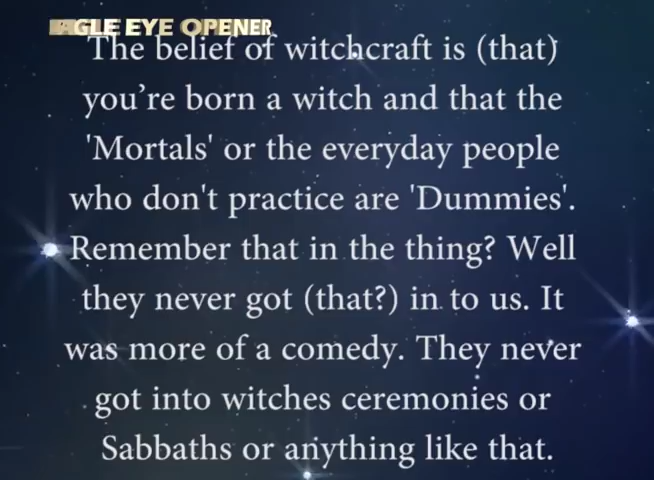 EAGLE EYE OPENER
The belief of witchcraft is (that)
you're born a witch and that the
'Mortals' or the everyday people
who don't practice are 'Dummies'.
Remember that in the thing? Well
they never got (that?) in to us. It
was more of a comedy. They never
got into witches ceremonies or
Sabbaths or anything like that.